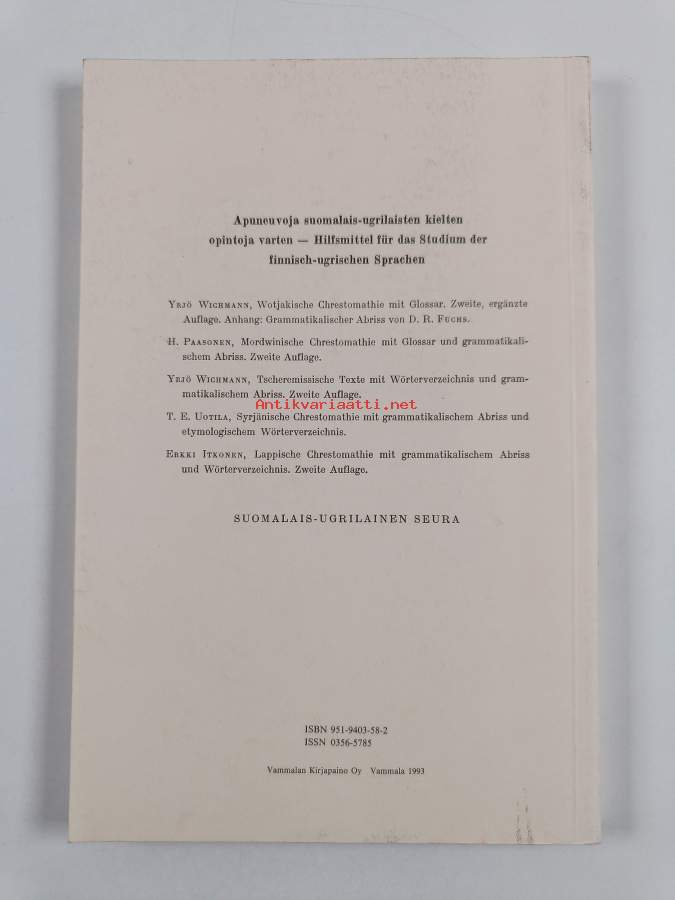 Apuneuvoja suomalais-ugrilaisten kielten
opintoja varten — Hilfsmittel für das Studium der
finnisch-ugrischen Sprachen
Yrjö Wichmann, Wotjakische Chrestomathie mit Glossar. Zweite, ergänzte
Auflage. Anhang: Grammatikalischer Abriss von D. R. Fuchs.
H. Paasonen, Mordwinische Chrestomathie mit Glossar und grammatikali-
schem Abriss. Zweite Auflage.
Yrjö Wichmann, Tscheremissische Texte mit Wörterverzeichnis und gram-
matikalischem Abriss. Zweite Auflage.
Antikvariaatti.net
T. E. Uotila, Syrjänische Chrestomathie mit grammatikalischem Abriss und
etymologischem Wörterverzeichnis.
Erkki Itkonen, Lappische Chrestomathie mit grammatikalischem Abriss
und Wörterverzeichnis. Zweite Auflage.
SUOMALAIS-UGRILAINEN SEURA
ISBN 951-9403-58-2
ISSN 0356-5785
Vammalan Kirjapaino Oy Vammala 1993